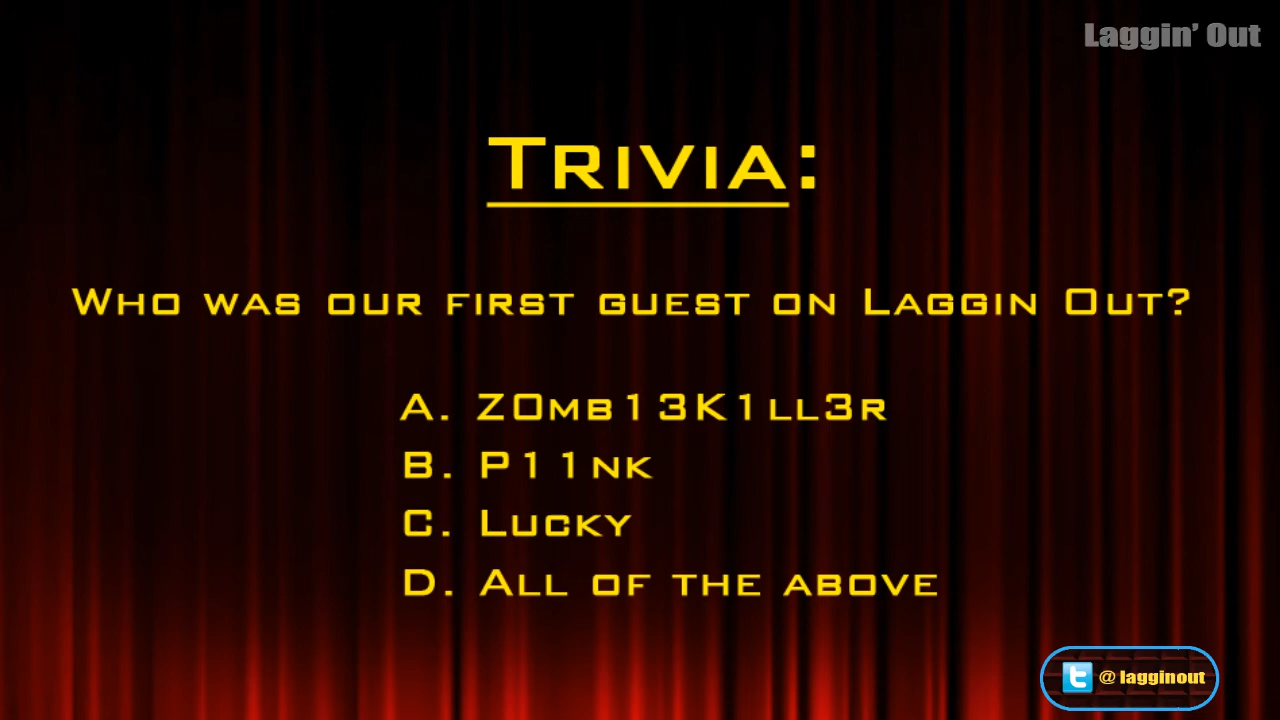 Laggin' Out
Trivia:
Who was our first guest on Laggin Out?
A. Z0mb13K1ll3r
B. P11nk
C. Lucky
D. All of the above
@lagginout